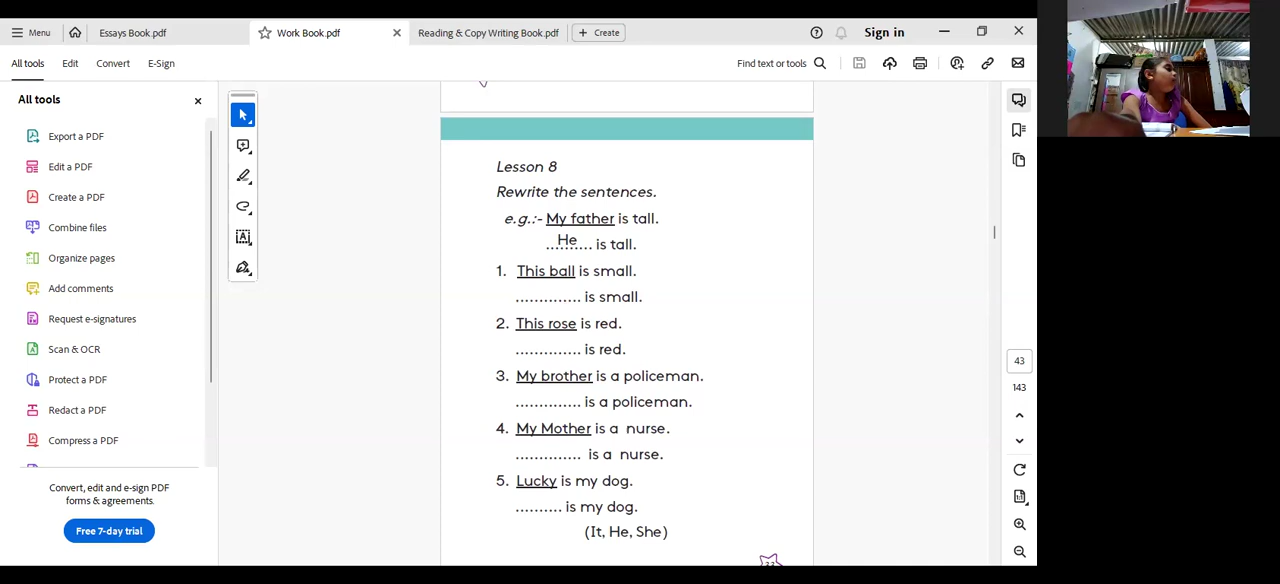 Menu
Essays Book.pdf
Work Book.pdf
Reading & Copy Writing Book.pdf
Create
Sign in
All tools
Edit
Convert
E-Sign
Find text or tools
All tools
Export a PDF
Edit a PDF
Create a PDF
Combine files
Organize pages
Add comments
Request e-signatures
Scan & OCR
Protect a PDF
Redact a PDF
Compress a PDF
Convert, edit and e-sign PDF
forms & agreements.
Free 7-day trial
Lesson 8
Rewrite the sentences.
e.g.:- My father is tall.
...He... is tall.
1. This ball is small.
.............. is small.
2. This rose is red.
.............. is red.
3. My brother is a policeman.
.............. is a policeman.
4. My Mother is a nurse.
.............. is a nurse.
5. Lucky is my dog.
.......... is my dog.
(It, He, She)
43
143